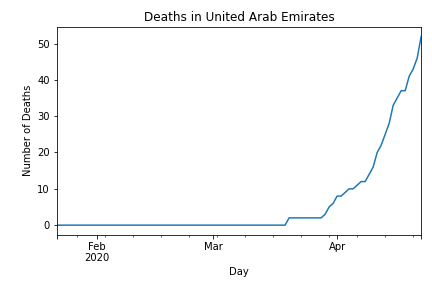 Deaths in United Arab Emirates
Number of Deaths
50
40
30
20
10
0
Feb
2020
Mar
Apr
Day